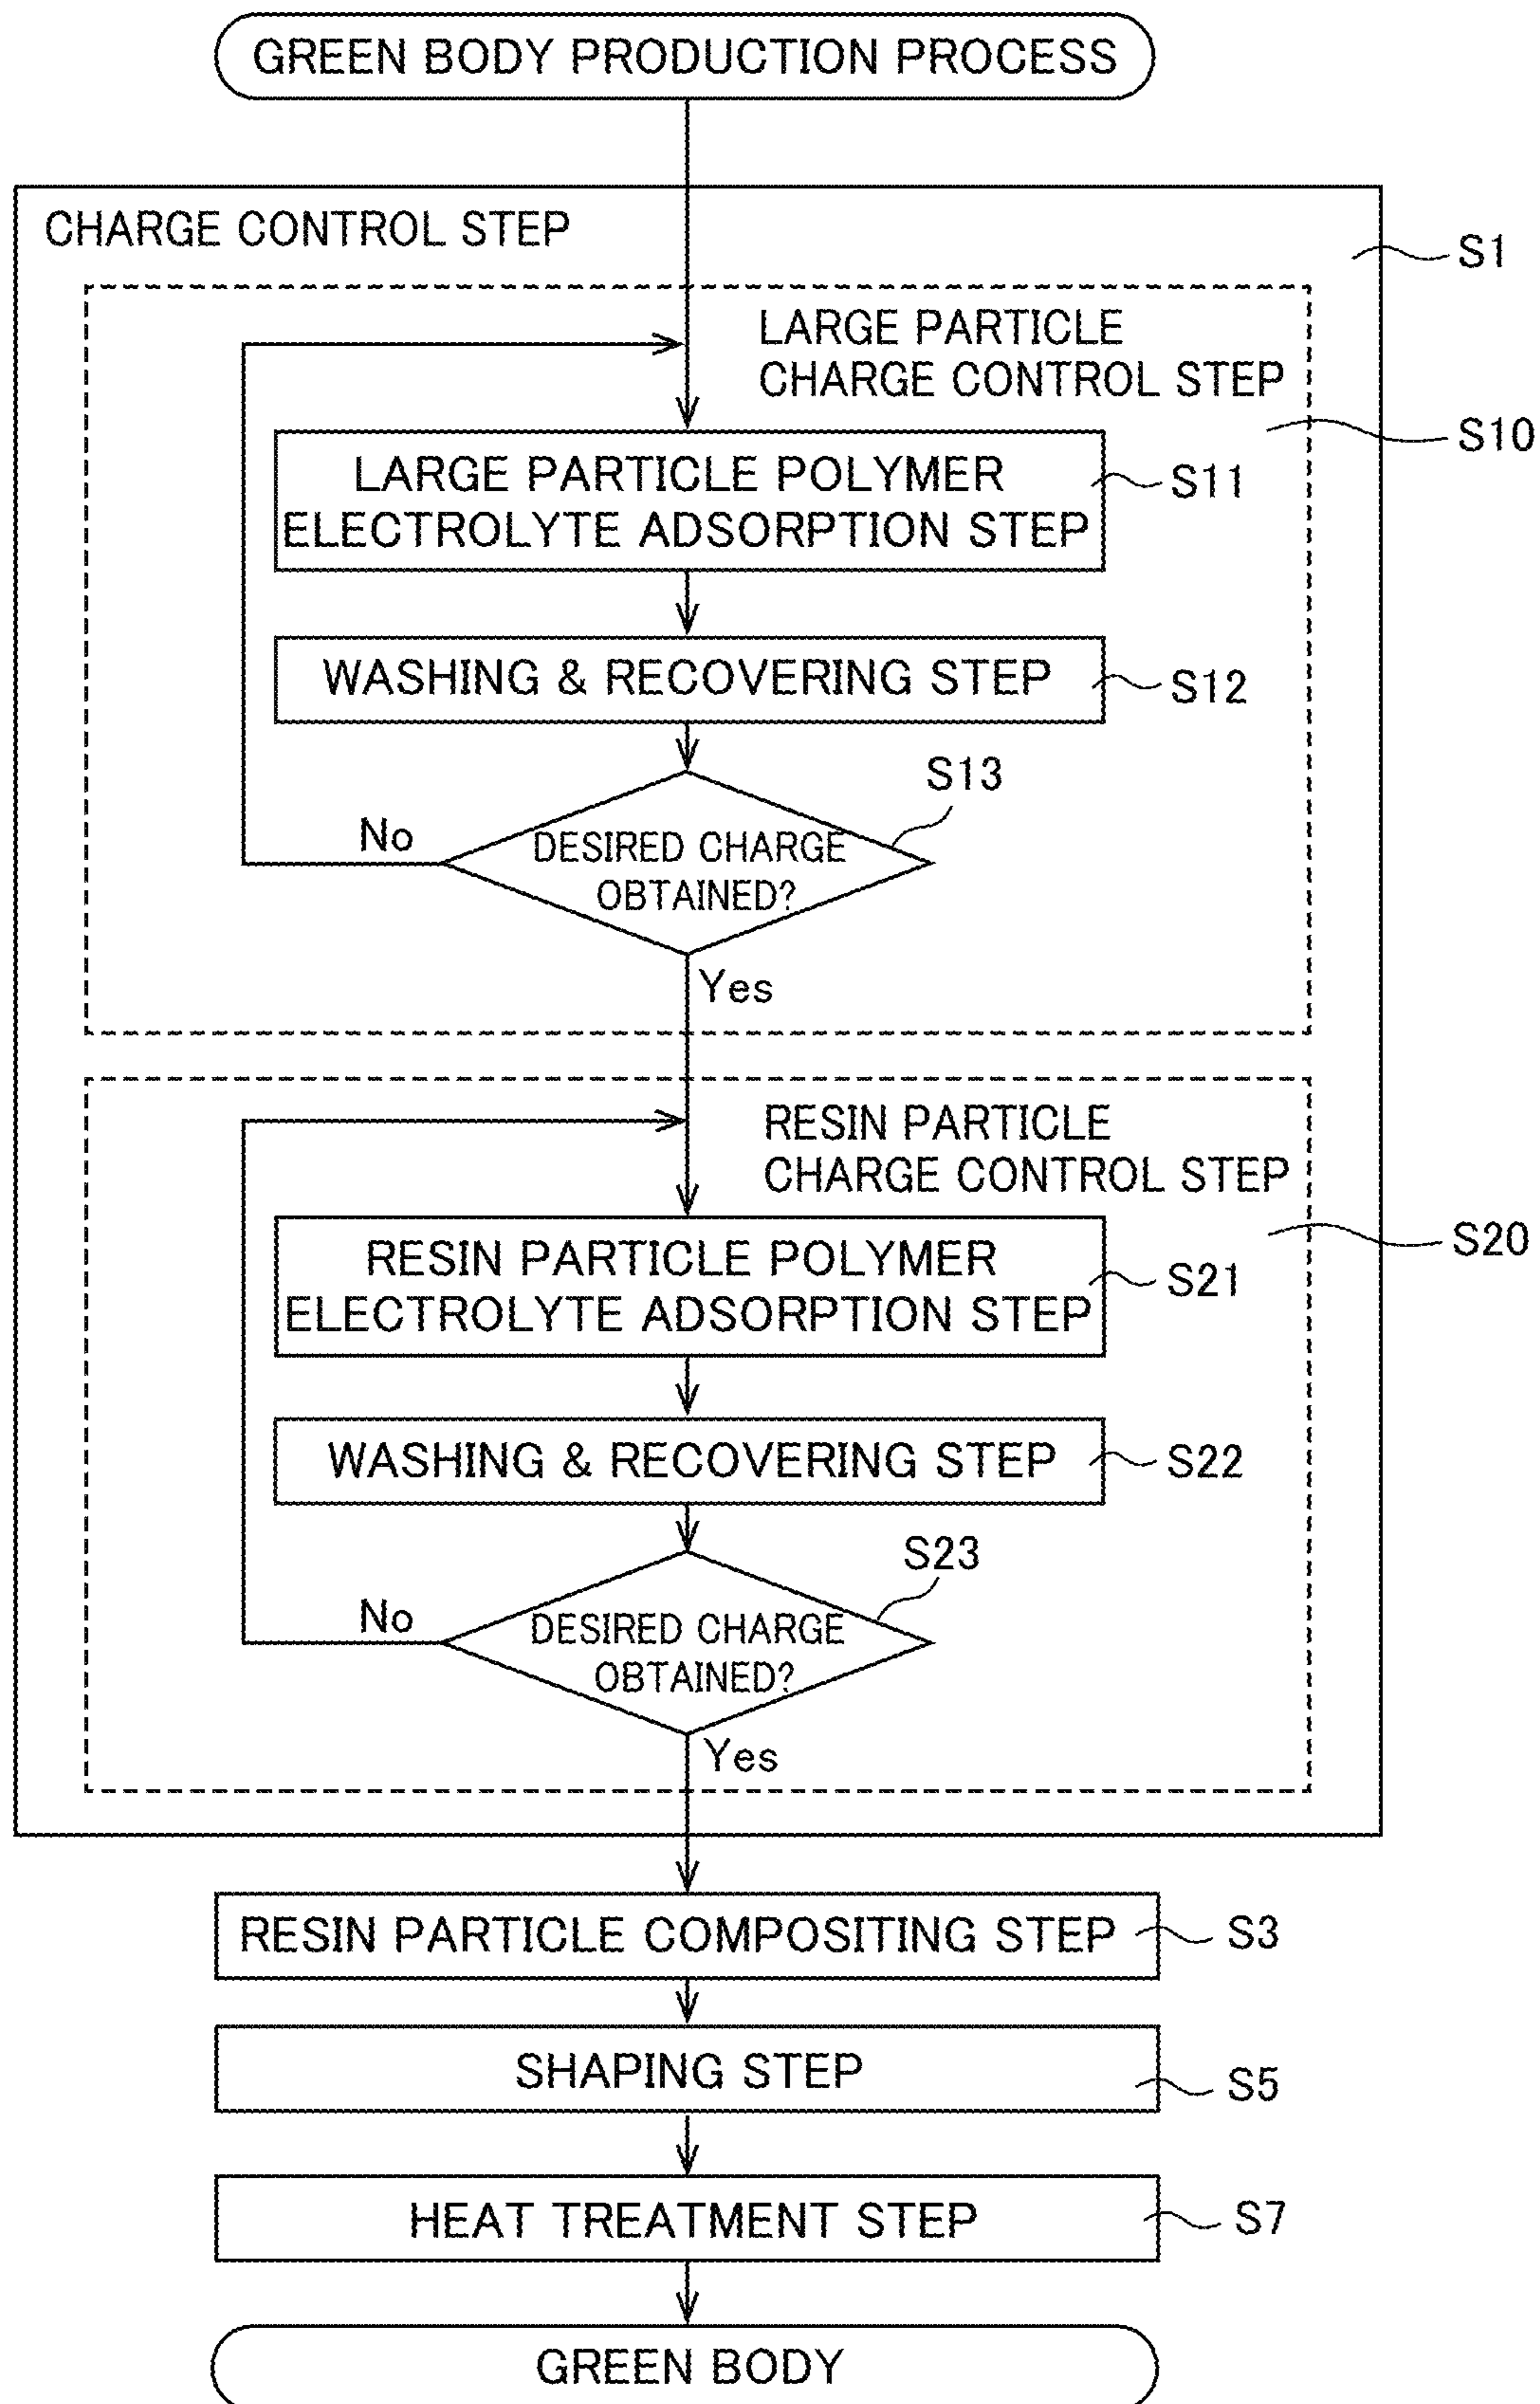 GREEN BODY PRODUCTION PROCESS
CHARGE CONTROL STEP
S1
LARGE PARTICLE
CHARGE CONTROL STEP
S10
LARGE PARTICLE POLYMER
ELECTROLYTE ADSORPTION STEP
S11
WASHING & RECOVERING STEP
S12
S13
No
DESIRED CHARGE
OBTAINED?
Yes
RESIN PARTICLE
CHARGE CONTROL STEP
S20
RESIN PARTICLE POLYMER
ELECTROLYTE ADSORPTION STEP
S21
WASHING & RECOVERING STEP
S22
S23
No
DESIRED CHARGE
OBTAINED?
Yes
RESIN PARTICLE COMPOSITING STEP
S3
SHAPING STEP
S5
HEAT TREATMENT STEP
S7
GREEN BODY